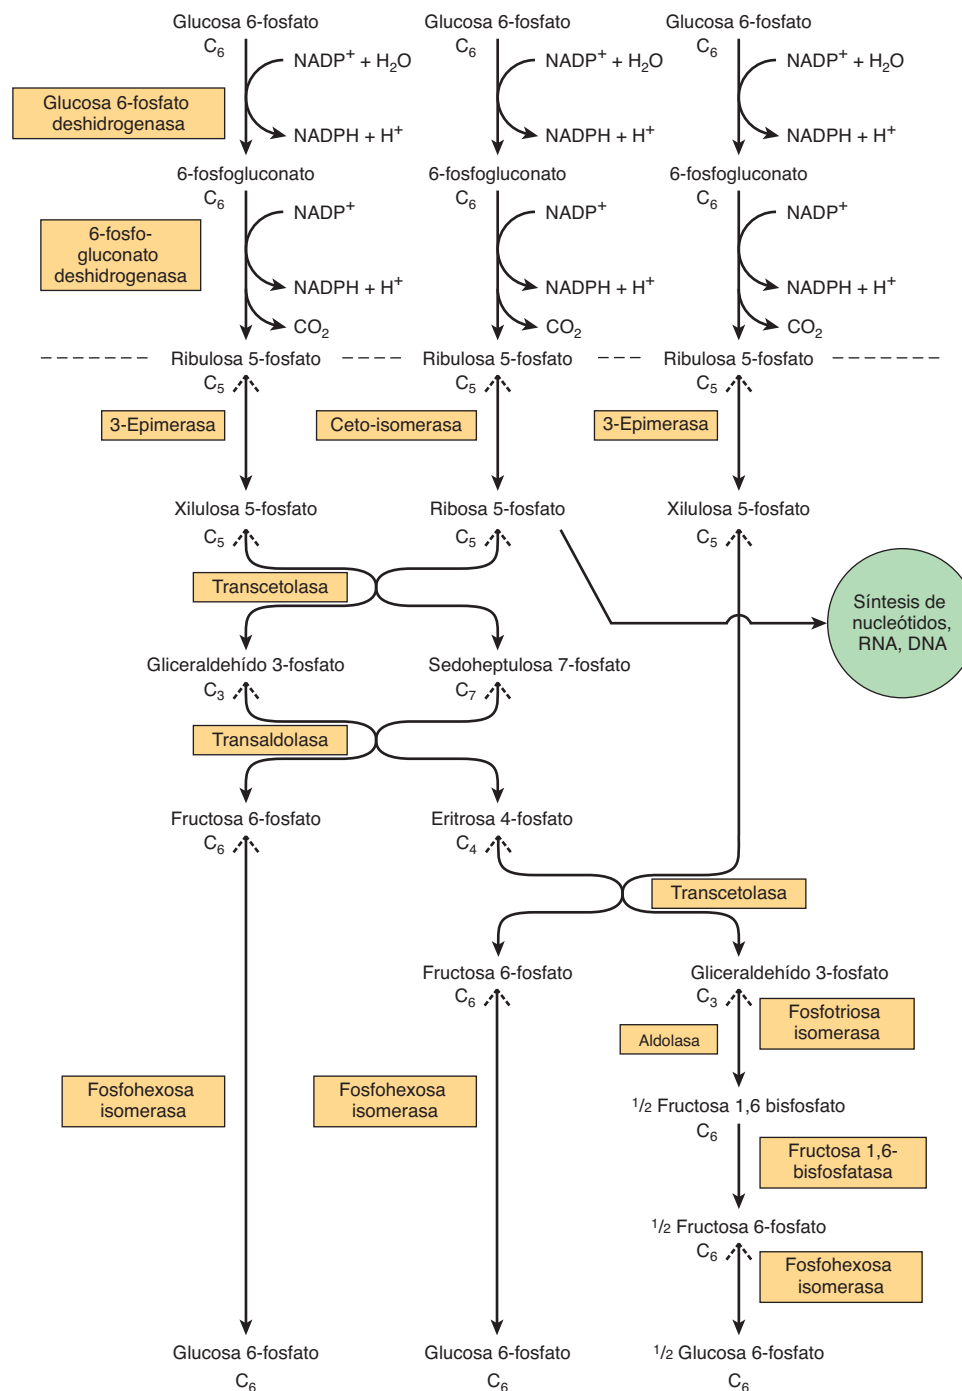 Glucosa 6-fosfato Glucosa 6-fosfato Glucosa 6-fosfato
C6 C6 C6
NADP+ + H2O NADP+ + H2O NADP+ + H2O
Glucosa 6-fosfato
deshidrogenasa
NADPH + H+ NADPH + H+ NADPH + H+
6-fosfogluconato 6-fosfogluconato 6-fosfogluconato
C6 C6 C6
NADP+ NADP+ NADP+
6-fosfo-
gluconato
deshidrogenasa
NADPH + H+ NADPH + H+ NADPH + H+
CO2 CO2 CO2
Ribulosa 5-fosfato Ribulosa 5-fosfato Ribulosa 5-fosfato
C5 C5 C5
3-Epimerasa Ceto-isomerasa 3-Epimerasa
Xilulosa 5-fosfato Ribosa 5-fosfato Xilulosa 5-fosfato
C5 C5 C5
Transcetolasa
Síntesis de
nucleótidos,
RNA, DNA
Gliceraldehído 3-fosfato Sedoheptulosa 7-fosfato
C3 C7
Transaldolasa
Fructosa 6-fosfato Eritrosa 4-fosfato
C6 C4
Transcetolasa
Fructosa 6-fosfato Gliceraldehído 3-fosfato
C6 C3
Fosfotriosa
isomerasa
Aldolasa
Fosfohexosa
isomerasa
Fosfohexosa
isomerasa
1/2 Fructosa 1,6 bisfosfato
C6
Fructosa 1,6-
bisfosfatasa
1/2 Fructosa 6-fosfato
C6
Fosfohexosa
isomerasa
Glucosa 6-fosfato Glucosa 6-fosfato 1/2 Glucosa 6-fosfato
C6 C6 C6